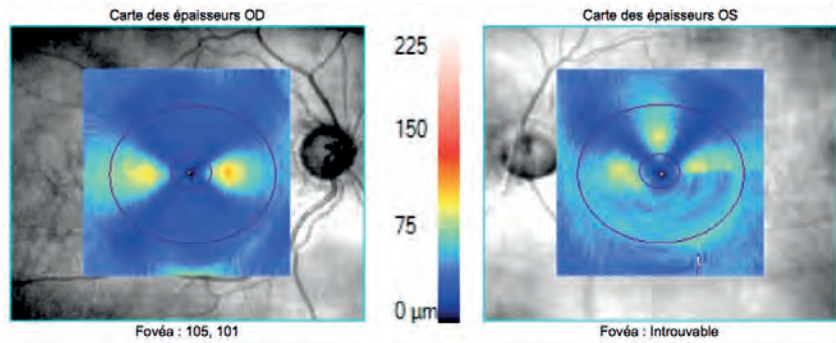 Carte des épaisseurs OD
Carte des épaisseurs OS
225
150
75
0 µm
Fovéa : 105, 101
Fovéa : Introuvable